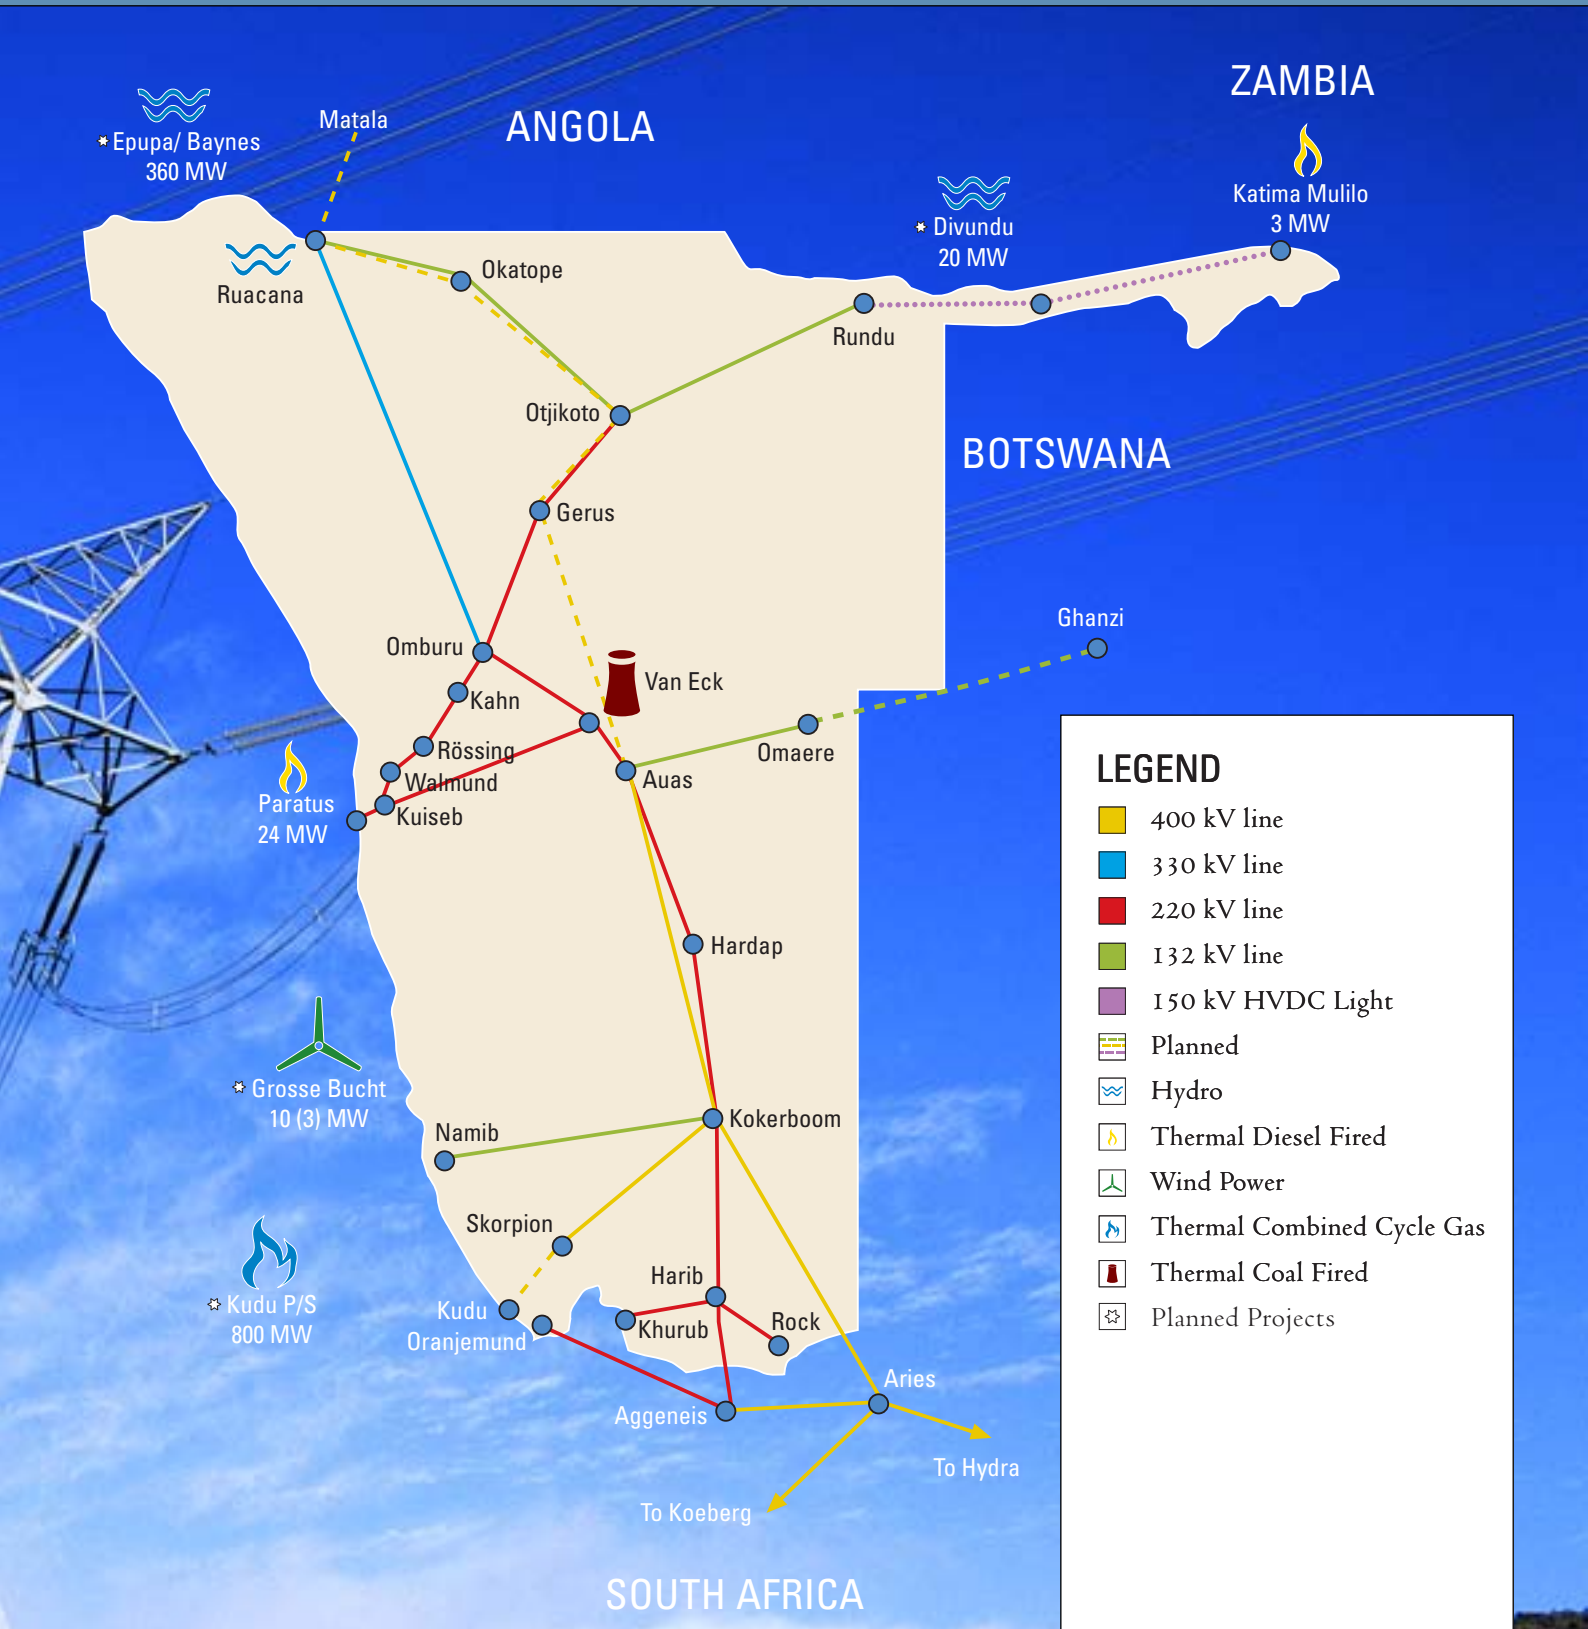 ZAMBIA
ANGOLA
Matala
Epupa/ Baynes
360 MW
Katima Mulilo
3 MW
Divundu
20 MW
Okatope
Ruacana
Rundu
Otjikoto
BOTSWANA
Gerus
Ghanzi
Omburu
Van Eck
Kahn
Rössing
Omaere
Walmund
Auas
Paratus
24 MW
Kuiseb
Hardap
Grosse Bucht
10 (3) MW
Kokerboom
Namib
Skorpion
Harib
Kudu P/S
800 MW
Kudu
Oranjemund
Khurub
Rock
Aries
Aggeneis
To Hydra
To Koeberg
SOUTH AFRICA
LEGEND
400 kV line
330 kV line
220 kV line
132 kV line
150 kV HVDC Light
Planned
Hydro
Thermal Diesel Fired
Wind Power
Thermal Combined Cycle Gas
Thermal Coal Fired
Planned Projects